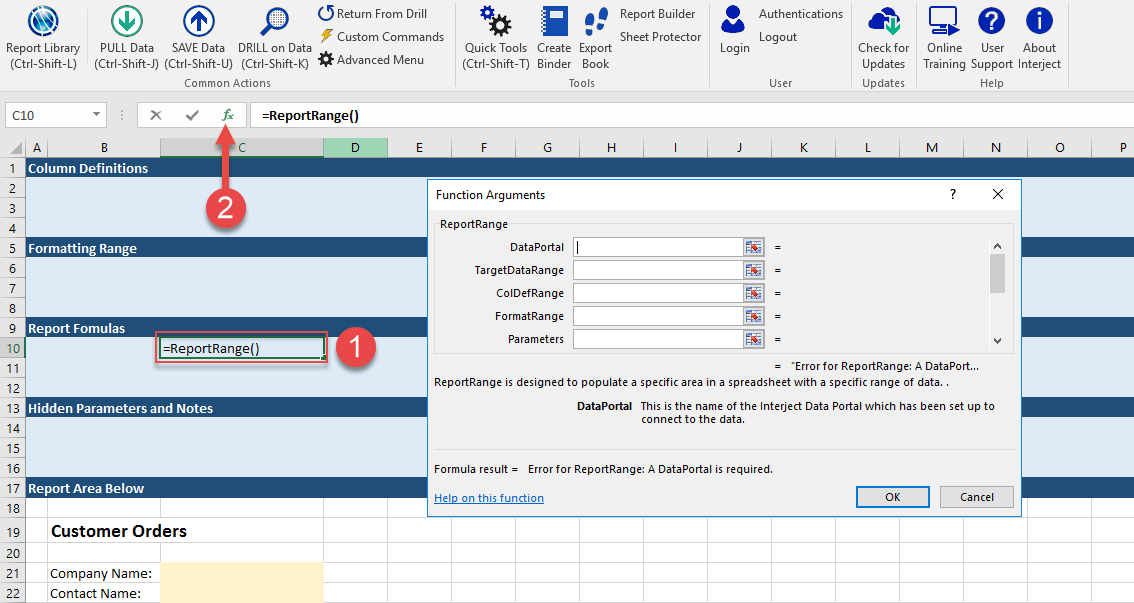 Report Library
(Ctrl-Shift-L)
PULL Data
(Ctrl-Shift-J)
SAVE Data
(Ctrl-Shift-U)
DRILL on Data
(Ctrl-Shift-K)
Return From Drill
Custom Commands
Advanced Menu
Common Actions
Quick Tools
(Ctrl-Shift-T)
Create
Binder
Export
Book
Report Builder
Sheet Protector
Tools
Login
Authentications
Logout
User
Check for
Updates
Updates
Online
Training
User
Support
About
Interject
Help
C10
fx
=ReportRange()
A B C D E F G H I J K L M N O P
2
1 Column Definitions
2
3
4
5 Formatting Range
6
7
8
9 Report Fomulas
10 =ReportRange()
1
11
12
13 Hidden Parameters and Notes
14
15
16
17 Report Area Below
18
19 Customer Orders
20
21 Company Name:
22 Contact Name:
Function Arguments ?
ReportRange
DataPortal =
TargetDataRange =
ColDefRange =
FormatRange =
Parameters =
= "Error for ReportRange: A DataPort...
ReportRange is designed to populate a specific area in a spreadsheet with a specific range of data. .
DataPortal This is the name of the Interject Data Portal which has been set up to
connect to the data.
Formula result = Error for ReportRange: A DataPortal is required.
Help on this function
OK
Cancel